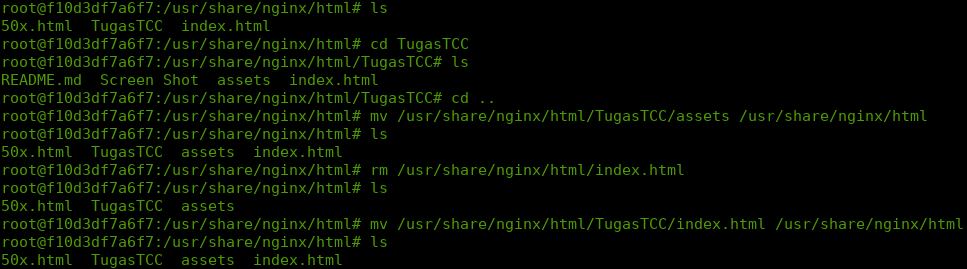 root@f10d3df7a6f7:/usr/share/nginx/html# ls
50x.html  TugasTCC  index.html
root@f10d3df7a6f7:/usr/share/nginx/html# cd TugasTCC
root@f10d3df7a6f7:/usr/share/nginx/html/TugasTCC# ls
README.md  Screen Shot  assets  index.html
root@f10d3df7a6f7:/usr/share/nginx/html/TugasTCC# cd ..
root@f10d3df7a6f7:/usr/share/nginx/html# mv /usr/share/nginx/html/TugasTCC/assets /usr/share/nginx/html
root@f10d3df7a6f7:/usr/share/nginx/html# ls
50x.html  TugasTCC  assets  index.html
root@f10d3df7a6f7:/usr/share/nginx/html# rm /usr/share/nginx/html/index.html
root@f10d3df7a6f7:/usr/share/nginx/html# ls
50x.html  TugasTCC  assets
root@f10d3df7a6f7:/usr/share/nginx/html# mv /usr/share/nginx/html/TugasTCC/index.html /usr/share/nginx/html
root@f10d3df7a6f7:/usr/share/nginx/html# ls
50x.html  TugasTCC  assets  index.html